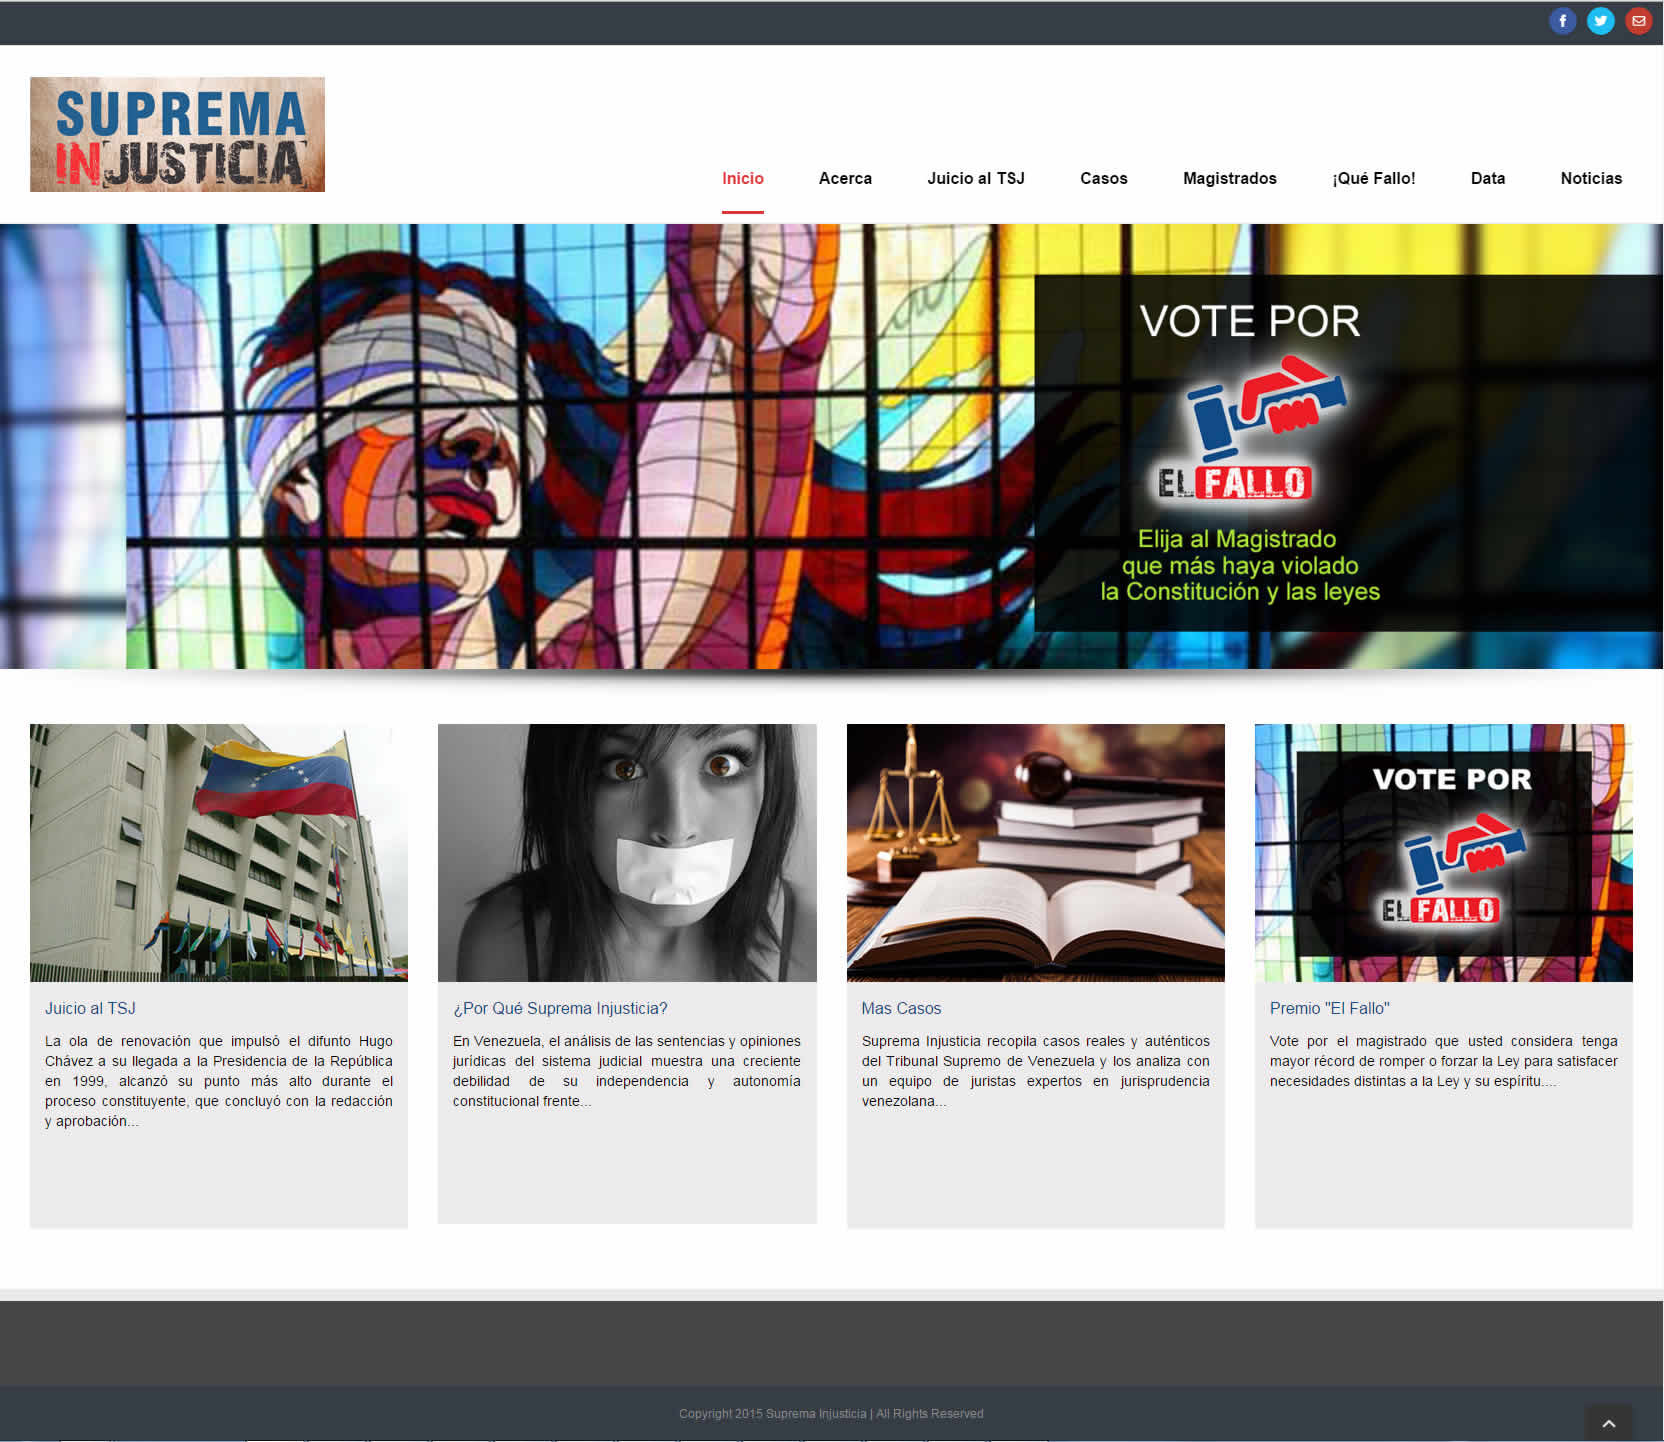 SUPREMA
INJUSTICIA
Inicio Acerca Juicio al TSJ Casos Magistrados ¡Qué Fallo! Data Noticias
VOTE POR
EL FALLO
Elija al Magistrado
que más haya violado
la Constitución y las leyes
VOTE POR
EL FALLO
Juicio al TSJ
La ola de renovación que impulsó el difunto Hugo
Chávez a su llegada a la Presidencia de la República
en 1999, alcanzó su punto más alto durante el
proceso constituyente, que concluyó con la redacción
y aprobación...
¿Por Qué Suprema Injusticia?
En Venezuela, el análisis de las sentencias y opiniones
jurídicas del sistema judicial muestra una creciente
debilidad de su independencia y autonomía
constitucional frente...
Mas Casos
Suprema Injusticia recopila casos reales y auténticos
del Tribunal Supremo de Venezuela y los analiza con
un equipo de juristas expertos en jurisprudencia
venezolana...
Premio "El Fallo"
Vote por el magistrado que usted considera tenga
mayor récord de romper o forzar la Ley para satisfacer
necesidades distintas a la Ley y su espíritu....
Copyright 2015 Suprema Injusticia | All Rights Reserved